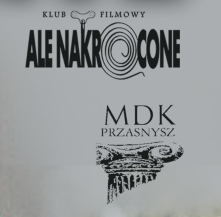 KLUB FILMOWY
ALE NAKRĘCONE
MDK
PRZASNYSZ